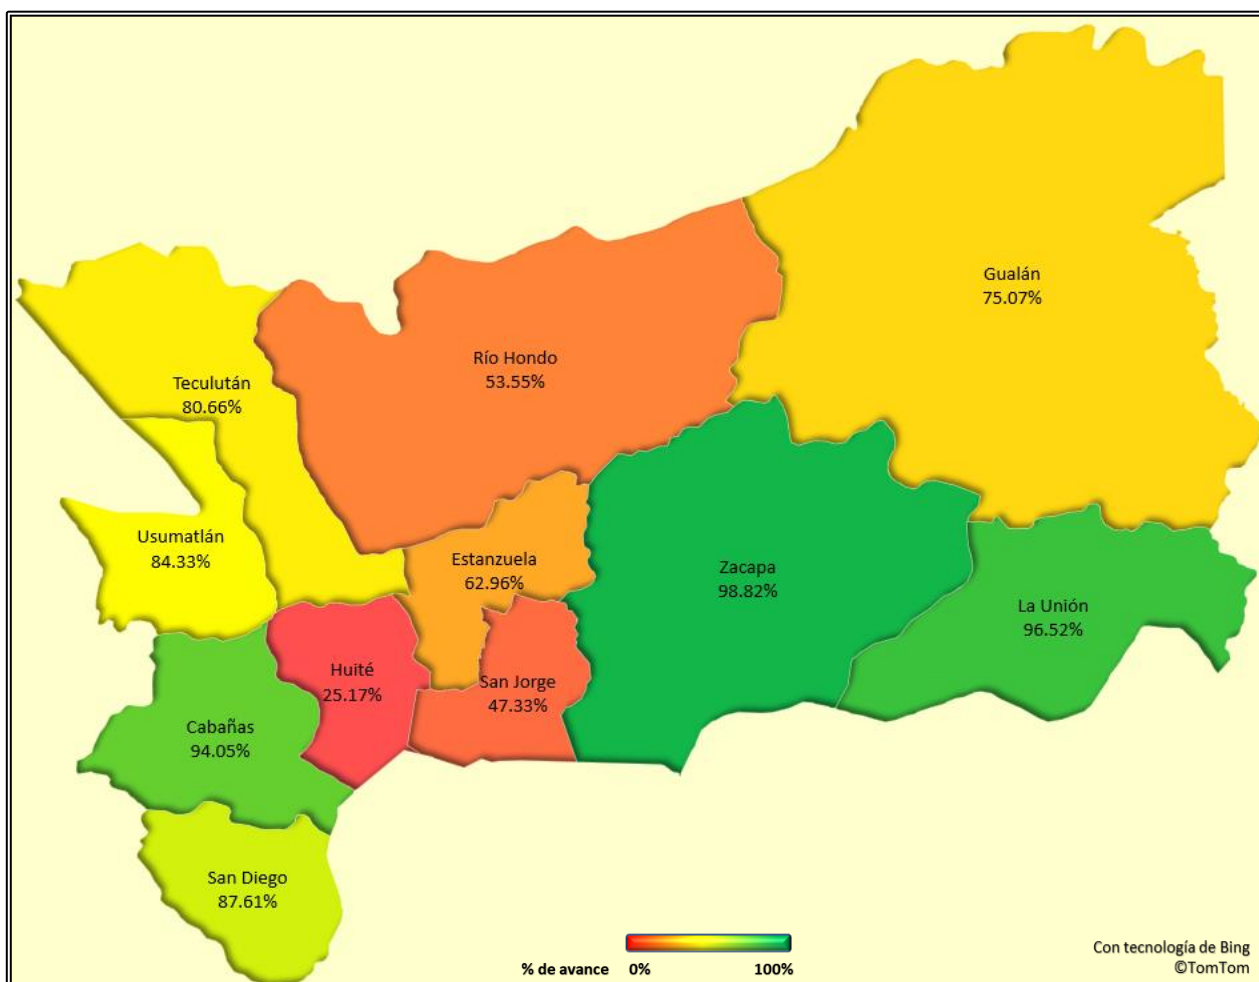 Gualán
75.07%
Río Hondo
53.55%
Teculután
80.66%
Usumatlán
84.33%
Estanzuela
62.96%
Zacapa
98.82%
La Unión
96.52%
Huité
25.17%
San Jorge
47.33%
Cabañas
94.05%
San Diego
87.61%
% de avance 0% 100%
Con tecnología de Bing
©TomTom